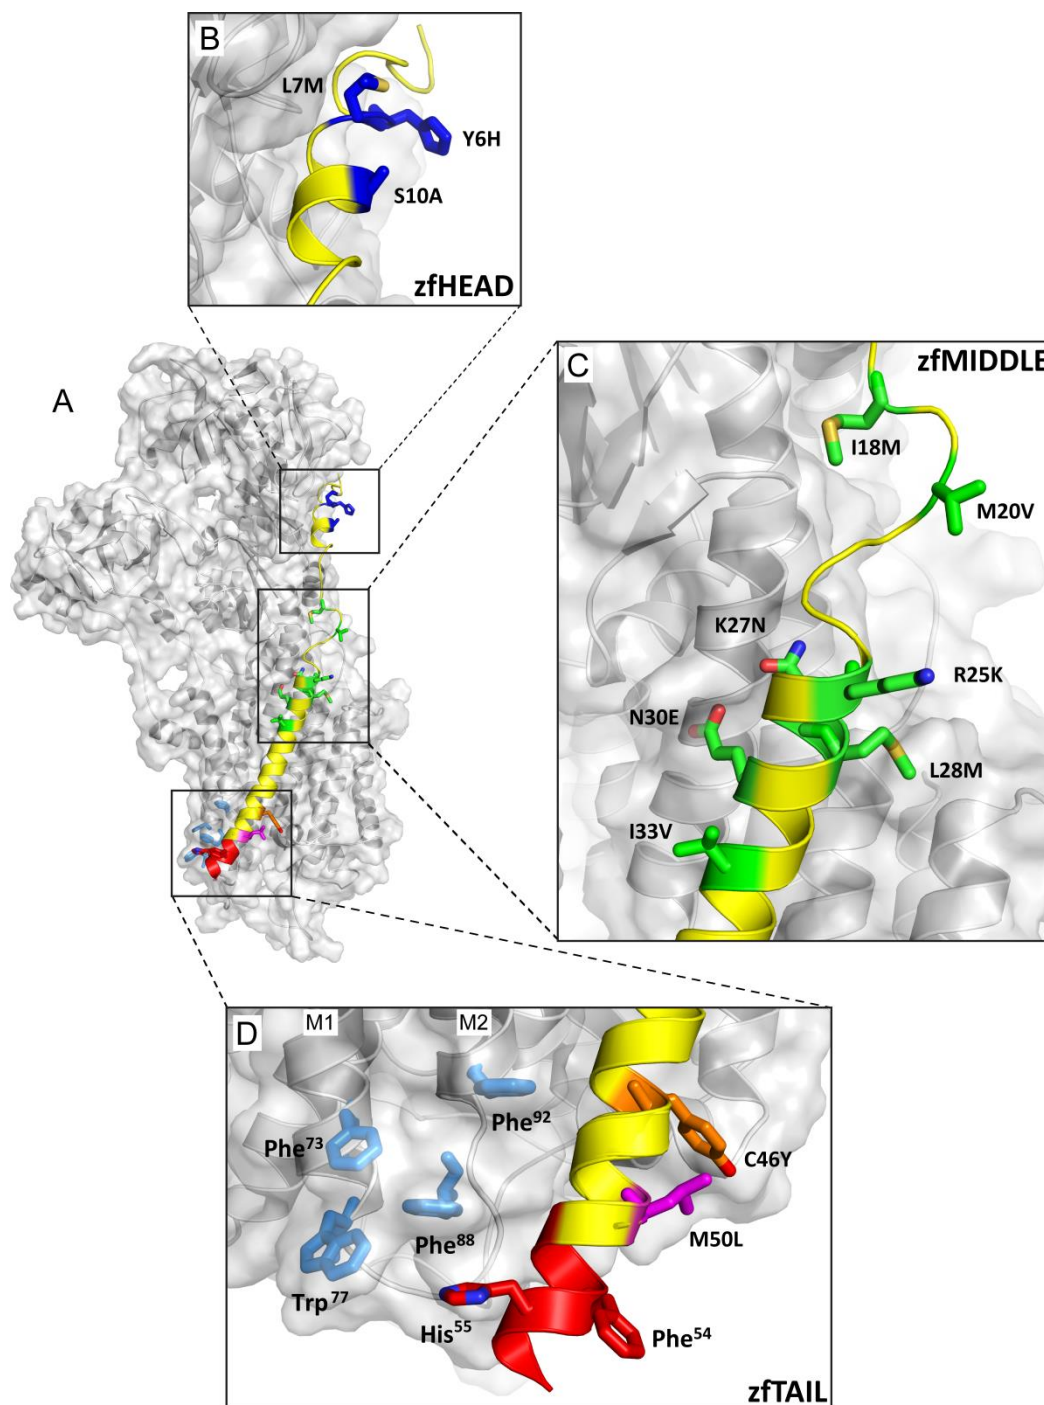 B
L7M
Y6H
S10A
zfHEAD
A
C
zfMIDDLE
I18M
M20V
K27N
R25K
N30E
L28M
I33V
D
M1
M2
Phe⁹²
Phe⁷³
C46Y
M50L
Phe⁸⁸
Trp⁷⁷
His⁵⁵
Phe⁵⁴
zfTAIL